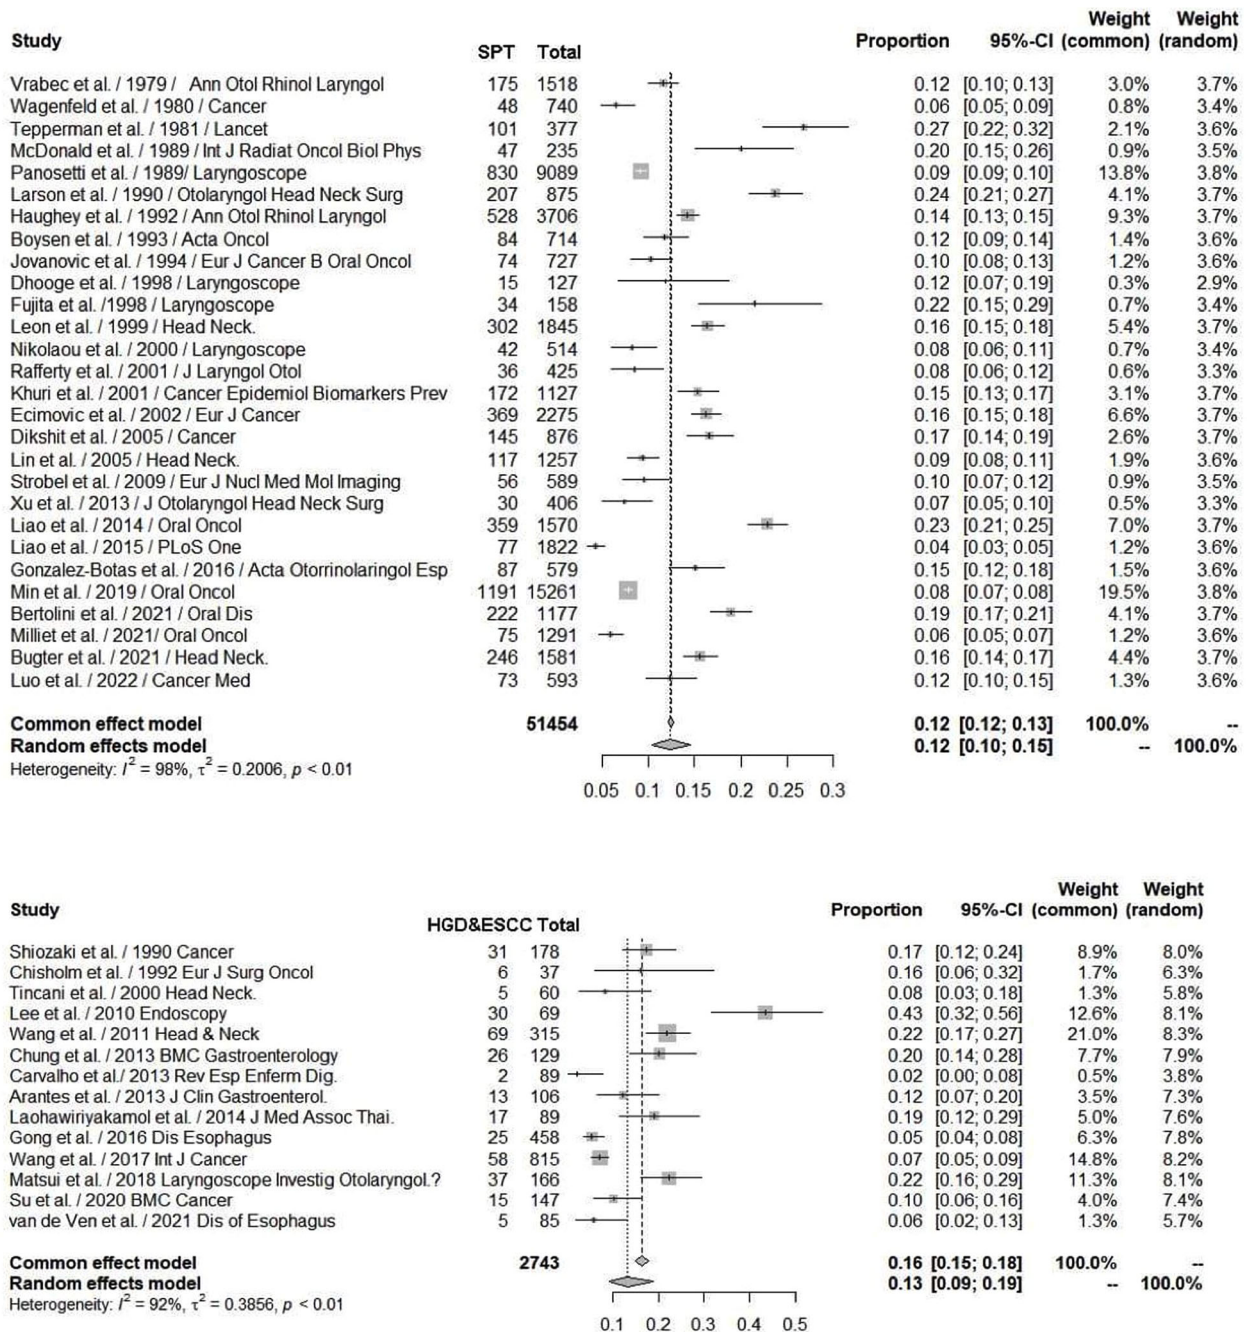 Study SPT Total Proportion 95%-CI Weight (common) Weight (random)
Vrabec et al. / 1979 / Ann Otol Rhinol Laryngol 175 1518 0.12 [0.10; 0.13] 3.0% 3.7%
Wagenfeld et al. / 1980 / Cancer 48 740 0.06 [0.05; 0.09] 0.8% 3.4%
Tepperman et al. / 1981 / Lancet 101 377 0.27 [0.22; 0.32] 2.1% 3.6%
McDonald et al. / 1989 / Int J Radiat Oncol Biol Phys 47 235 0.20 [0.15; 0.26] 0.9% 3.5%
Panosetti et al. / 1989/ Laryngoscope 830 9089 0.09 [0.09; 0.10] 13.8% 3.8%
Larson et al. / 1990 / Otolaryngol Head Neck Surg 207 875 0.24 [0.21; 0.27] 4.1% 3.7%
Haughey et al. / 1992 / Ann Otol Rhinol Laryngol 528 3706 0.14 [0.13; 0.15] 9.3% 3.7%
Boysen et al. / 1993 / Acta Oncol 84 714 0.12 [0.09; 0.14] 1.4% 3.6%
Jovanovic et al. / 1994 / Eur J Cancer B Oral Oncol 74 727 0.10 [0.08; 0.13] 1.2% 3.6%
Dhooge et al. / 1998 / Laryngoscope 15 127 0.12 [0.07; 0.19] 0.3% 2.9%
Fujita et al. /1998 / Laryngoscope 34 158 0.22 [0.15; 0.29] 0.7% 3.4%
Leon et al. / 1999 / Head Neck. 302 1845 0.16 [0.15; 0.18] 5.4% 3.7%
Nikolaou et al. / 2000 / Laryngoscope 42 514 0.08 [0.06; 0.11] 0.7% 3.4%
Rafferty et al. / 2001 / J Laryngol Otol 36 425 0.08 [0.06; 0.12] 0.6% 3.3%
Khuri et al. / 2001 / Cancer Epidemiol Biomarkers Prev 172 1127 0.15 [0.13; 0.17] 3.1% 3.7%
Ecimovic et al. / 2002 / Eur J Cancer 369 2275 0.16 [0.15; 0.18] 6.6% 3.7%
Dikshit et al. / 2005 / Cancer 145 876 0.17 [0.14; 0.19] 2.6% 3.7%
Lin et al. / 2005 / Head Neck. 117 1257 0.09 [0.08; 0.11] 1.9% 3.6%
Strobel et al. / 2009 / Eur J Nucl Med Mol Imaging 56 589 0.10 [0.07; 0.12] 0.9% 3.5%
Xu et al. / 2013 / J Otolaryngol Head Neck Surg 30 406 0.07 [0.05; 0.10] 0.5% 3.3%
Liao et al. / 2014 / Oral Oncol 359 1570 0.23 [0.21; 0.25] 7.0% 3.7%
Liao et al. / 2015 / PLoS One 77 1822 0.04 [0.03; 0.05] 1.2% 3.6%
Gonzalez-Botas et al. / 2016 / Acta Otorrinolaringol Esp 87 579 0.15 [0.12; 0.18] 1.5% 3.6%
Min et al. / 2019 / Oral Oncol 1191 15261 0.08 [0.07; 0.08] 19.5% 3.8%
Bertolini et al. / 2021 / Oral Dis 222 1177 0.19 [0.17; 0.21] 4.1% 3.7%
Milliet et al. / 2021/ Oral Oncol 75 1291 0.06 [0.05; 0.07] 1.2% 3.6%
Bugter et al. / 2021 / Head Neck. 246 1581 0.16 [0.14; 0.17] 4.4% 3.7%
Luo et al. / 2022 / Cancer Med 73 593 0.12 [0.10; 0.15] 1.3% 3.6%
Common effect model 51454 0.12 [0.12; 0.13] 100.0% --
Random effects model 0.12 [0.10; 0.15] -- 100.0%
Heterogeneity: I² = 98%, τ² = 0.2006, p < 0.01
0.05 0.1 0.15 0.2 0.25 0.3
Study HGD&ESCC Total Proportion 95%-CI Weight (common) Weight (random)
Shiozaki et al. / 1990 Cancer 31 178 0.17 [0.12; 0.24] 8.9% 8.0%
Chisholm et al. / 1992 Eur J Surg Oncol 6 37 0.16 [0.06; 0.32] 1.7% 6.3%
Tincani et al. / 2000 Head Neck. 5 60 0.08 [0.03; 0.18] 1.3% 5.8%
Lee et al. / 2010 Endoscopy 30 69 0.43 [0.32; 0.56] 12.6% 8.1%
Wang et al. / 2011 Head & Neck 69 315 0.22 [0.17; 0.27] 21.0% 8.3%
Chung et al. / 2013 BMC Gastroenterology 26 129 0.20 [0.14; 0.28] 7.7% 7.9%
Carvalho et al./ 2013 Rev Esp Enferm Dig. 2 89 0.02 [0.00; 0.08] 0.5% 3.8%
Arantes et al. / 2013 J Clin Gastroenterol. 13 106 0.12 [0.07; 0.20] 3.5% 7.3%
Laohawiriyakamol et al. / 2014 J Med Assoc Thai. 17 89 0.19 [0.12; 0.29] 5.0% 7.6%
Gong et al. / 2016 Dis Esophagus 25 458 0.05 [0.04; 0.08] 6.3% 7.8%
Wang et al. / 2017 Int J Cancer 58 815 0.07 [0.05; 0.09] 14.8% 8.2%
Matsui et al. / 2018 Laryngoscope Investig Otolaryngol.? 37 166 0.22 [0.16; 0.29] 11.3% 8.1%
Su et al. / 2020 BMC Cancer 15 147 0.10 [0.06; 0.16] 4.0% 7.4%
van de Ven et al. / 2021 Dis of Esophagus 5 85 0.06 [0.02; 0.13] 1.3% 5.7%
Common effect model 2743 0.16 [0.15; 0.18] 100.0% --
Random effects model 0.13 [0.09; 0.19] -- 100.0%
Heterogeneity: I² = 92%, τ² = 0.3856, p < 0.01
0.1 0.2 0.3 0.4 0.5